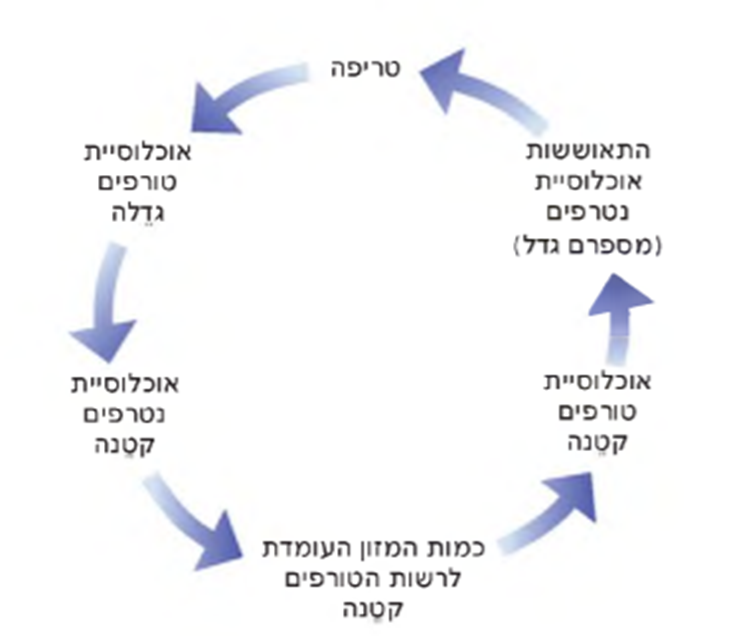 טריפה
אוכלוסיית
טורפים
גדֵלה
אוכלוסיית
נטרפים
קטֵנה
כמות המזון העומדת
לרשות הטורפים
קטֵנה
אוכלוסיית
טורפים
קטֵנה
התאוששות
אוכלוסיית
נטרפים
(מספרם גדל)